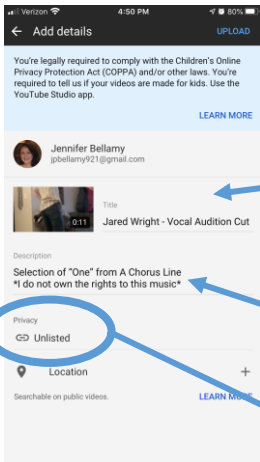 Verizon 4:50 PM 80%
Add details UPLOAD
You're legally required to comply with the Children's Online
Privacy Protection Act (COPPA) and/or other laws. You're
required to tell us if your videos are made for kids. Use the
YouTube Studio app.
LEARN MORE
Jennifer Bellamy
jpbellamy921@gmail.com
Title
0:11 Jared Wright - Vocal Audition Cut
Description
Selection of "One" from A Chorus Line
*I do not own the rights to this music*
Privacy
Unlisted
Location +
Searchable on public videos. LEARN MORE